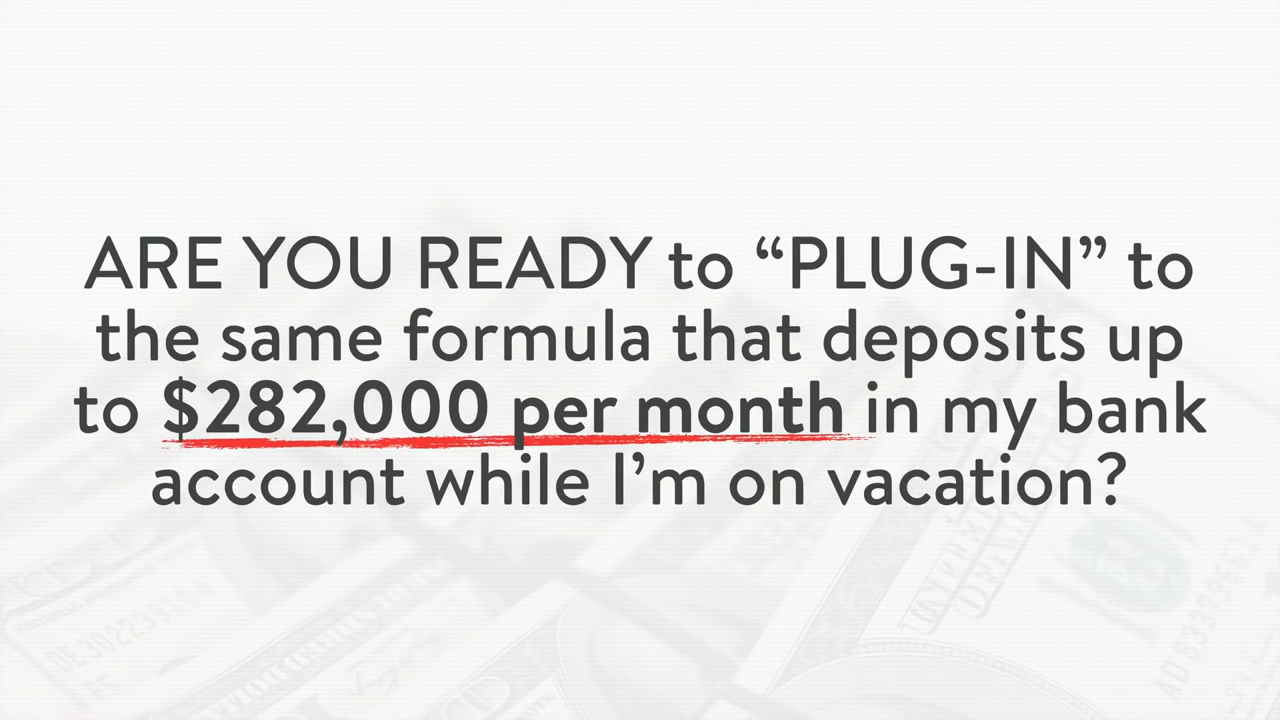 ARE YOU READY to “PLUG-IN” to
the same formula that deposits up
to $282,000 per month in my bank
account while I’m on vacation?